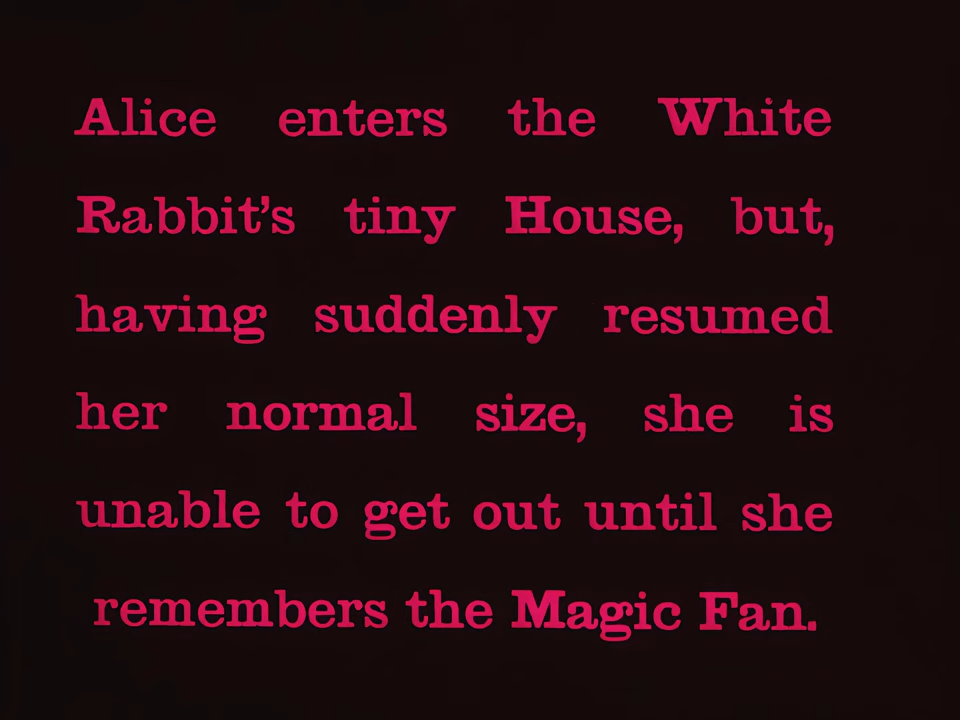 Alice enters the White
Rabbit's tiny House, but,
having suddenly resumed
her normal size, she is
unable to get out until she
remembers the Magic Fan.